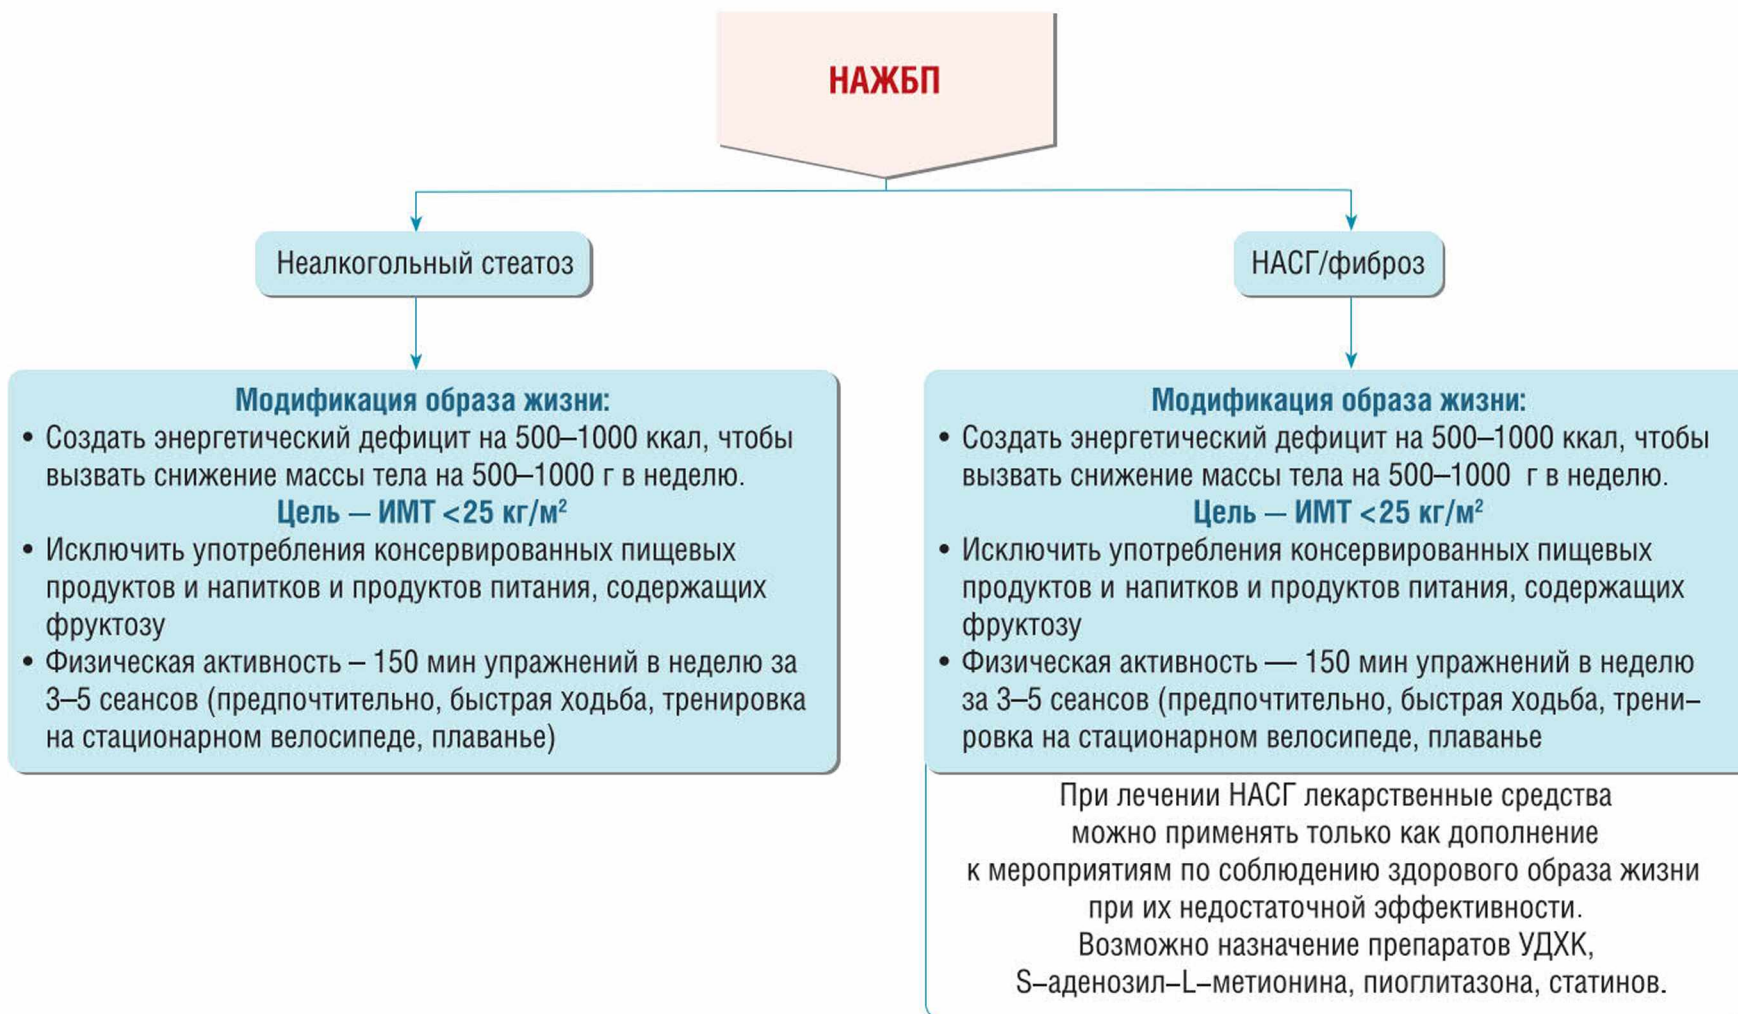 НАЖБП
Неалкогольный стеатоз
Модификация образа жизни:
• Создать энергетический дефицит на 500–1000 ккал, чтобы
вызвать снижение массы тела на 500–1000 г в неделю.
Цель — ИМТ <25 кг/м²
• Исключить употребления консервированных пищевых
продуктов и напитков и продуктов питания, содержащих
фруктозу
• Физическая активность – 150 мин упражнений в неделю за
3–5 сеансов (предпочтительно, быстрая ходьба, тренировка
на стационарном велосипеде, плаванье)
НАСГ/фиброз
Модификация образа жизни:
• Создать энергетический дефицит на 500–1000 ккал, чтобы
вызвать снижение массы тела на 500–1000 г в неделю.
Цель — ИМТ <25 кг/м²
• Исключить употребления консервированных пищевых
продуктов и напитков и продуктов питания, содержащих
фруктозу
• Физическая активность — 150 мин упражнений в неделю
за 3–5 сеансов (предпочтительно, быстрая ходьба, трени–
ровка на стационарном велосипеде, плаванье
При лечении НАСГ лекарственные средства
можно применять только как дополнение
к мероприятиям по соблюдению здорового образа жизни
при их недостаточной эффективности.
Возможно назначение препаратов УДХК,
S–аденозил–L–метионина, пиоглитазона, статинов.